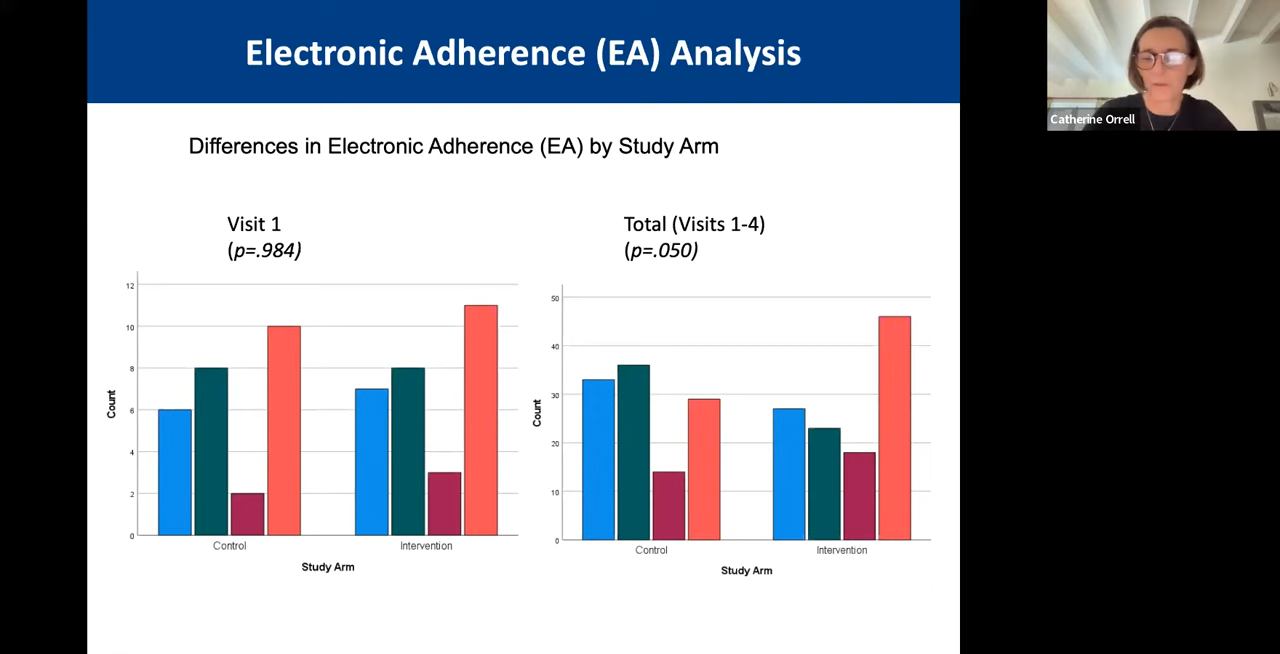 Electronic Adherence (EA) Analysis
Catherine Orrell
Differences in Electronic Adherence (EA) by Study Arm
Visit 1
(p=.984)
12
10
8
6
4
2
0
Count
Control
Intervention
Study Arm
Total (Visits 1-4)
(p=.050)
50
40
30
20
10
0
Count
Control
Intervention
Study Arm